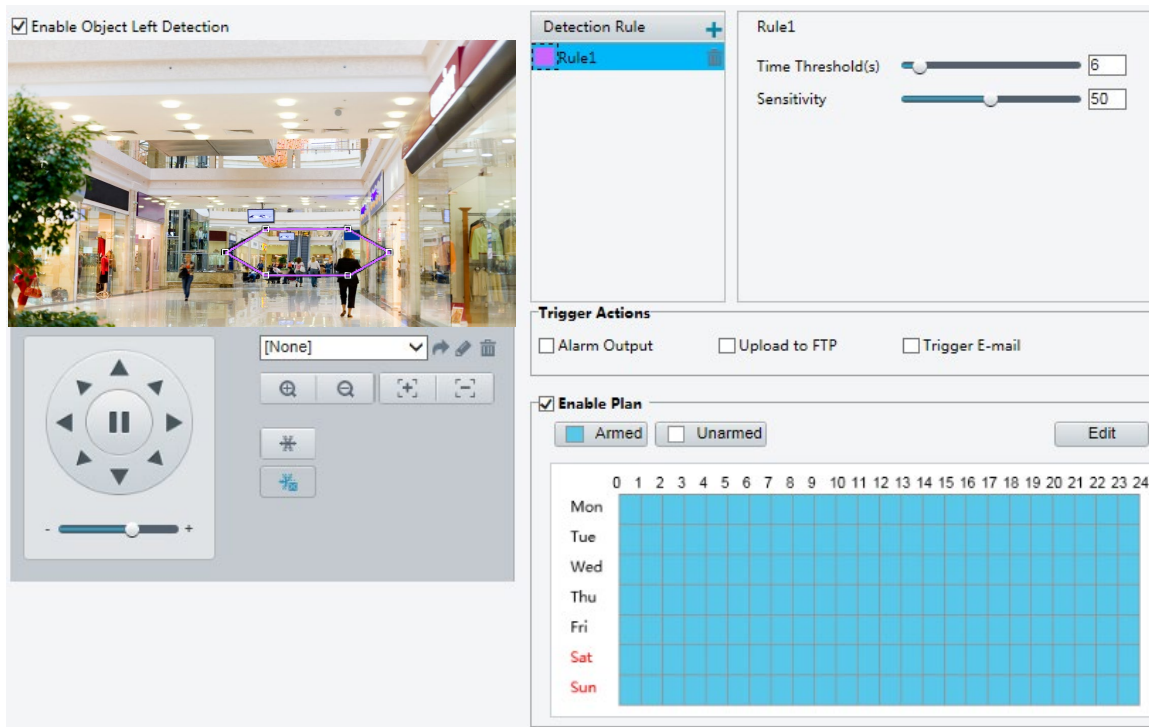 Enable Object Left Detection
Detection Rule
Rule1
Rule1
Time Threshold(s) 6
Sensitivity 50
[None]
- +
Trigger Actions
Alarm Output Upload to FTP Trigger E-mail
Enable Plan
Armed Unarmed Edit
0 1 2 3 4 5 6 7 8 9 10 11 12 13 14 15 16 17 18 19 20 21 22 23 24
Mon
Tue
Wed
Thu
Fri
Sat
Sun